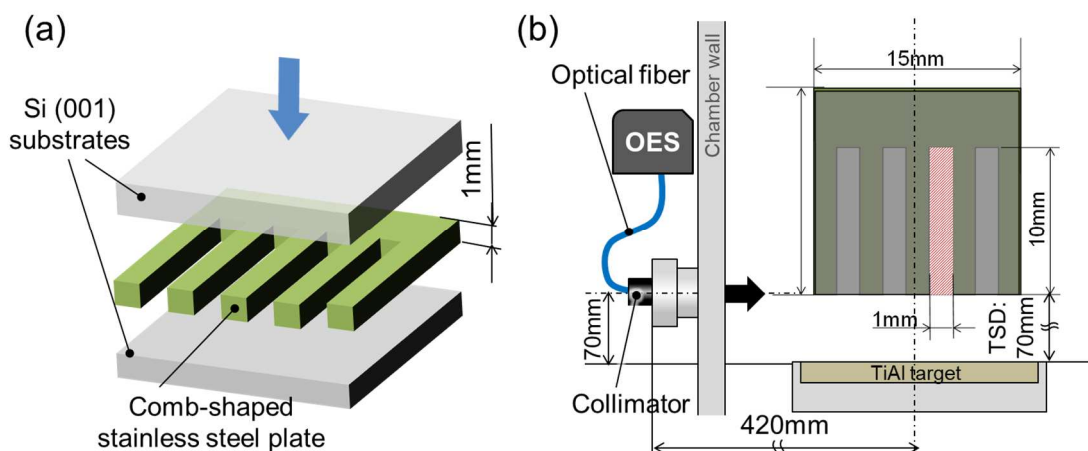 (a)
Si (001)
substrates
1mm
Comb-shaped
stainless steel plate
(b)
Optical fiber
OES
Chamber wall
15mm
10mm
1mm
TSD:
70mm
70mm
Collimator
TiAl target
420mm